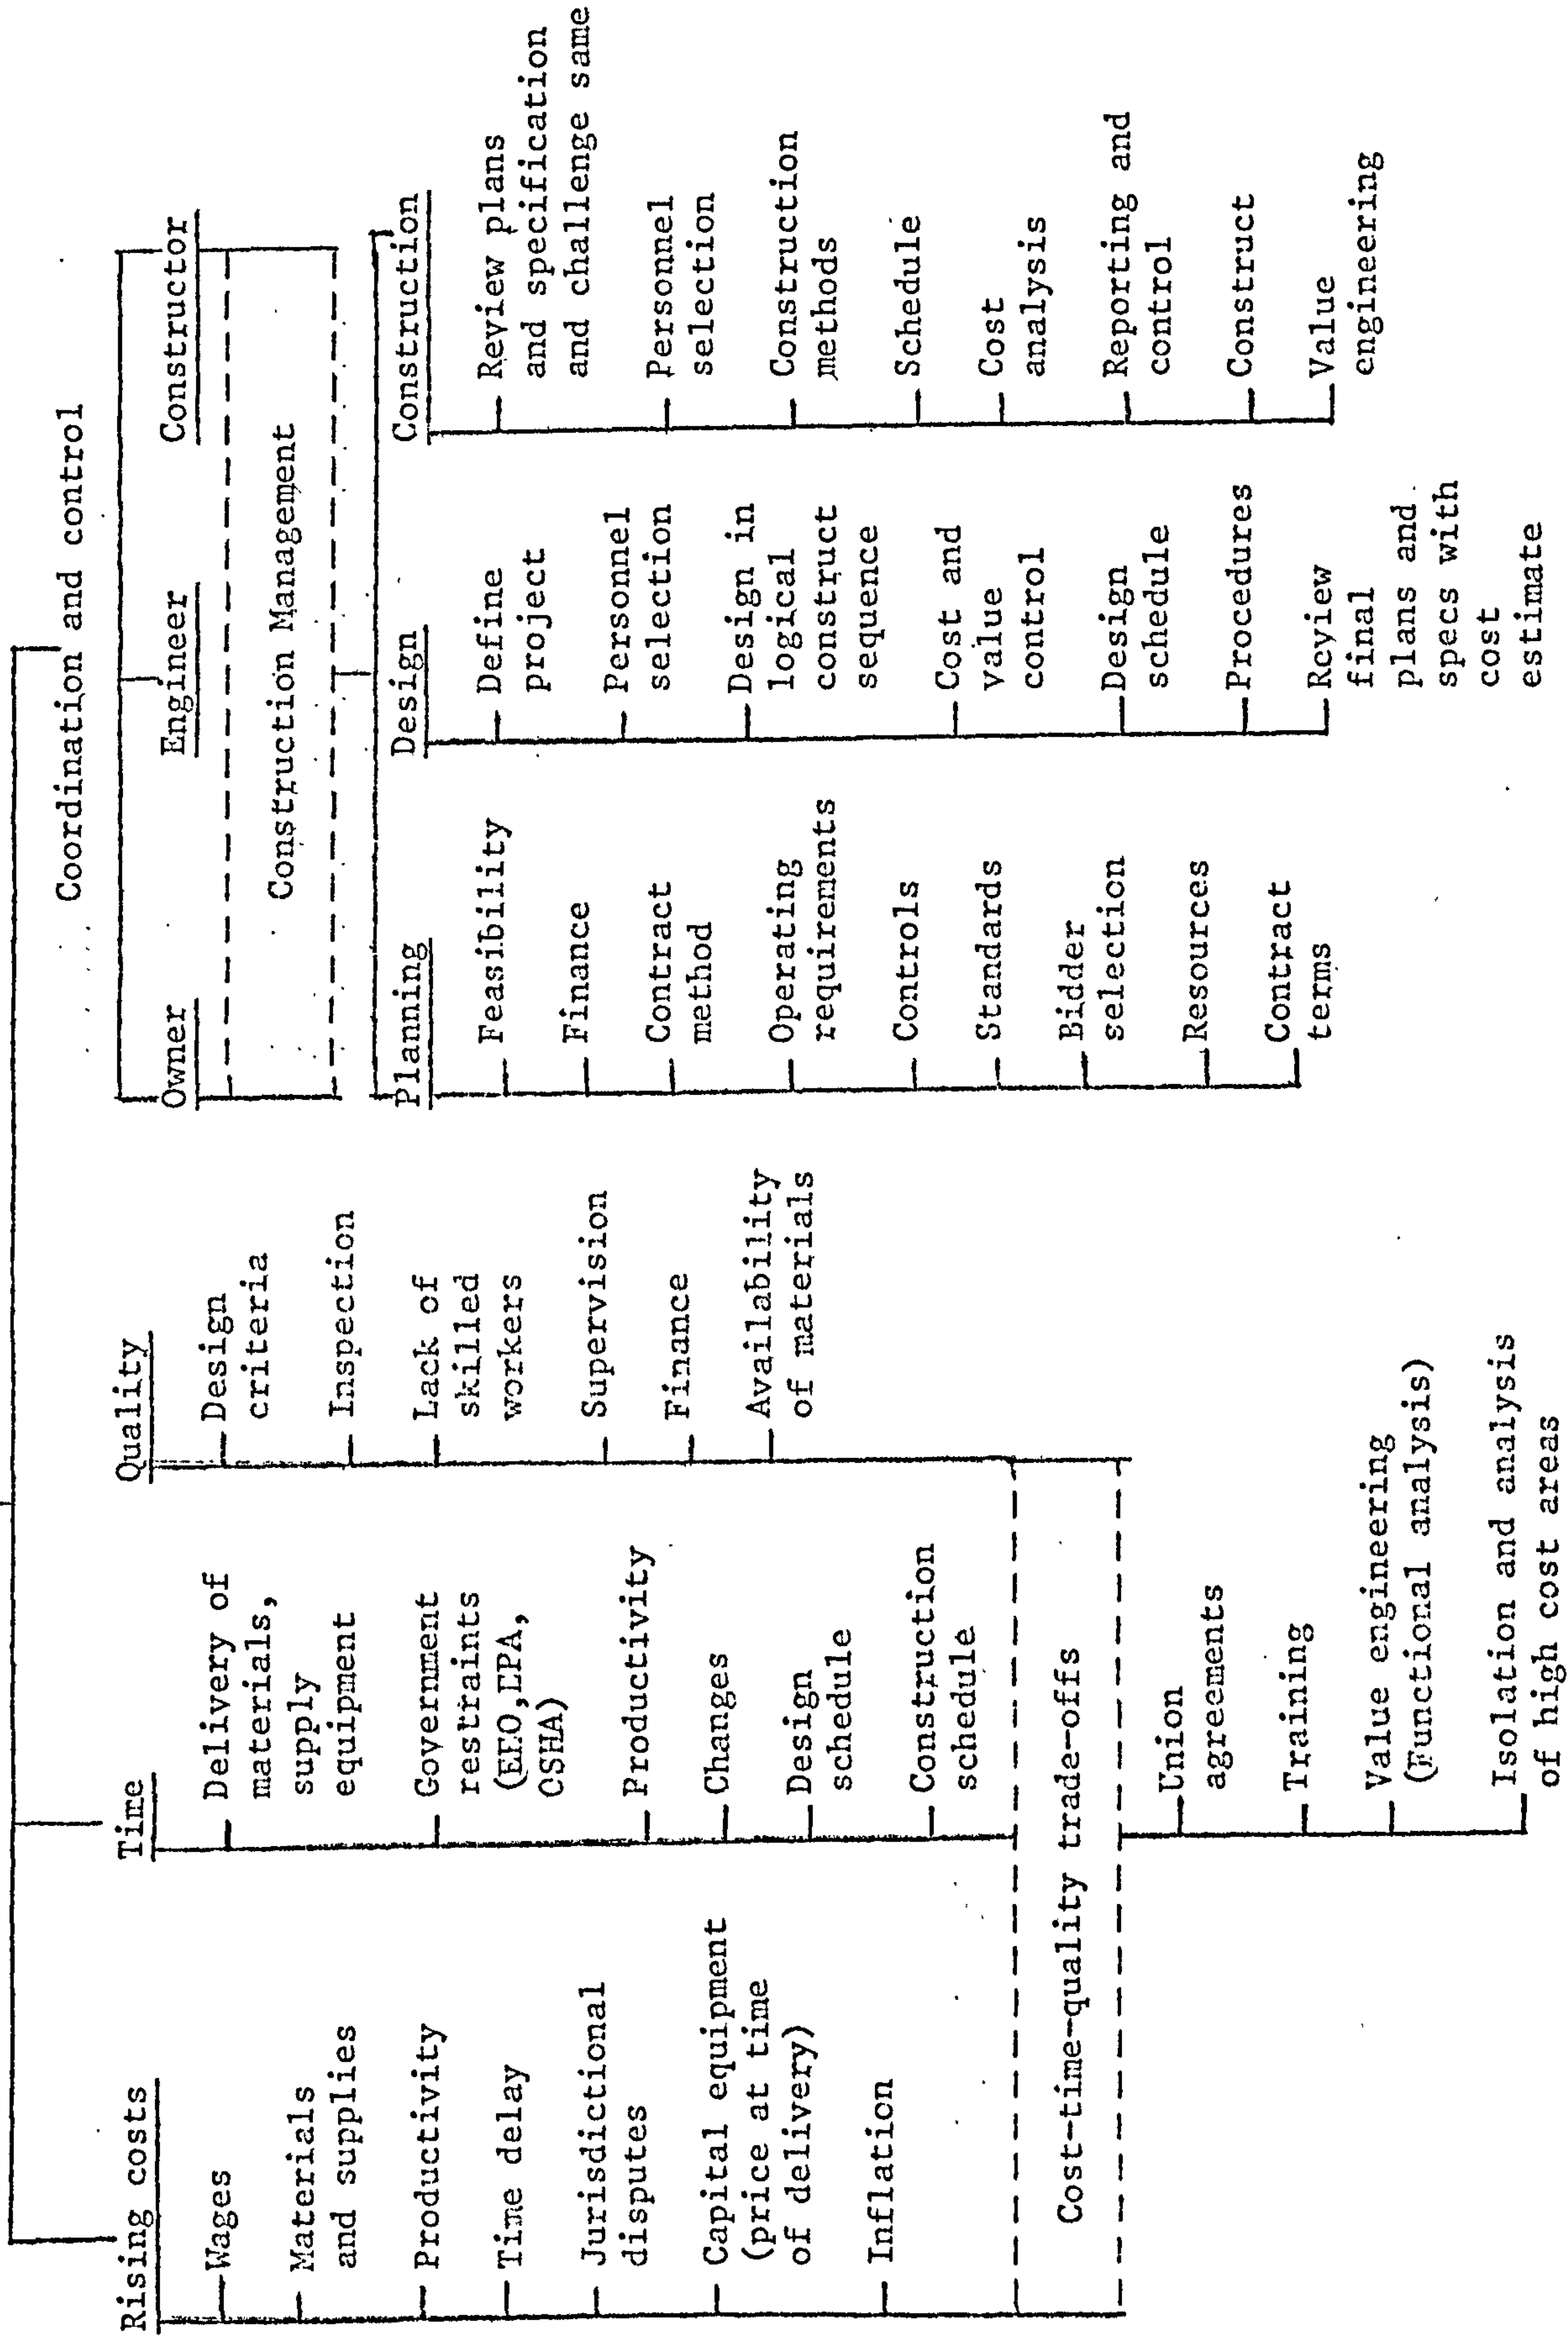 Rising costs
Wages
Materials
and supplies
Productivity
Time delay
Jurisdictional
disputes
Capital equipment
(price at time
of delivery)
Inflation
Time
Delivery of
materials,
supply
equipment
Government
restraints
(EEO,EPA,
OSHA)
Productivity
Changes
Design
schedule
Construction
schedule
Quality
Design
criteria
Inspection
Lack of
skilled
workers
Supervision
Finance
Availability
of materials
Cost-time-quality trade-offs
Union
agreements
Training
Value engineering
(Functional analysis)
Isolation and analysis
of high cost areas
Coordination and control
Owner
Engineer
Constructor
Construction Management
Planning
Feasibility
Finance
Contract
method
Operating
requirements
Controls
Standards
Bidder
selection
Resources
Contract
terms
Design
Define
project
Personnel
selection
Design in
logical
construct
sequence
Cost and
value
control
Design
schedule
Procedures
Review
final
plans and
specs with
cost
estimate
Construction
Review plans
and specification
and challenge same
Personnel
selection
Construction
methods
Schedule
Cost
analysis
Reporting and
control
Construct
Value
engineering